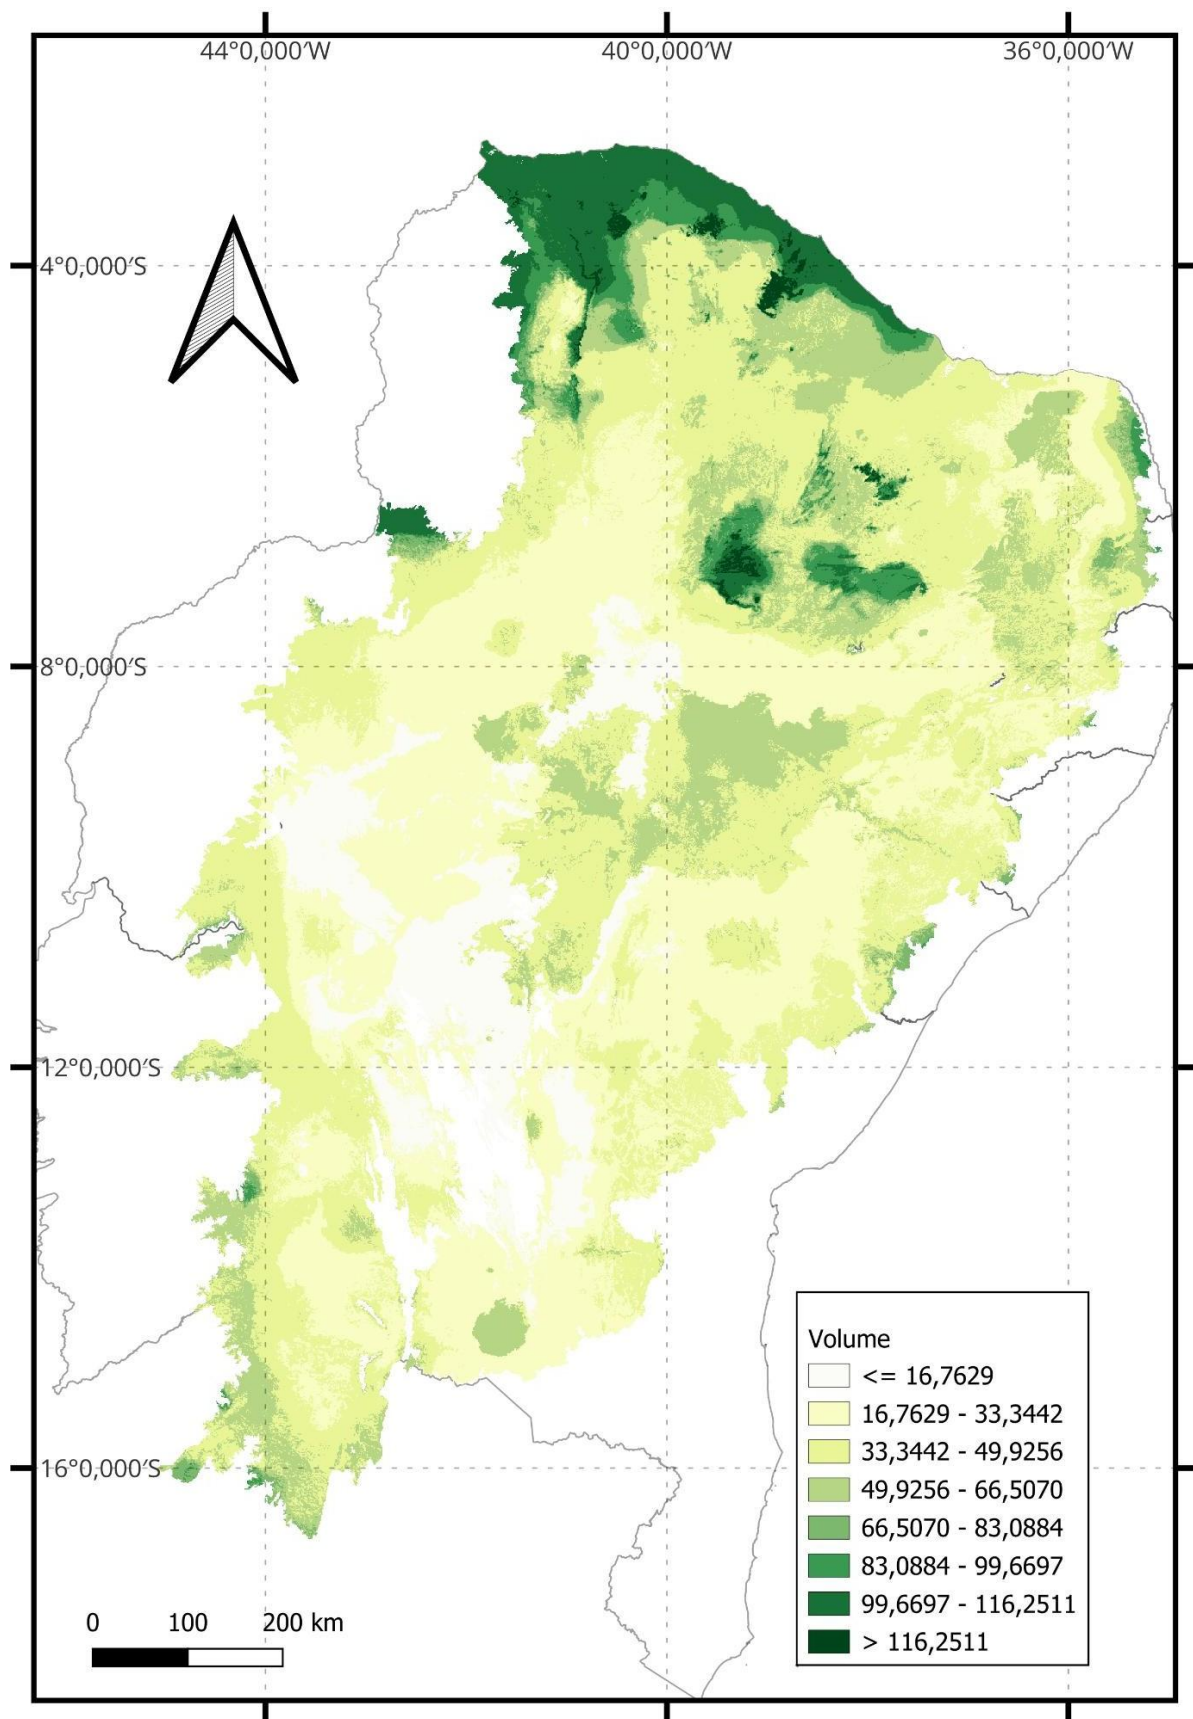 44°0,000′W 40°0,000′W 36°0,000′W
4°0,000′S
8°0,000′S
12°0,000′S
16°0,000′S
Volume
<= 16,7629
16,7629 - 33,3442
33,3442 - 49,9256
49,9256 - 66,5070
66,5070 - 83,0884
83,0884 - 99,6697
99,6697 - 116,2511
> 116,2511
0 100 200 km